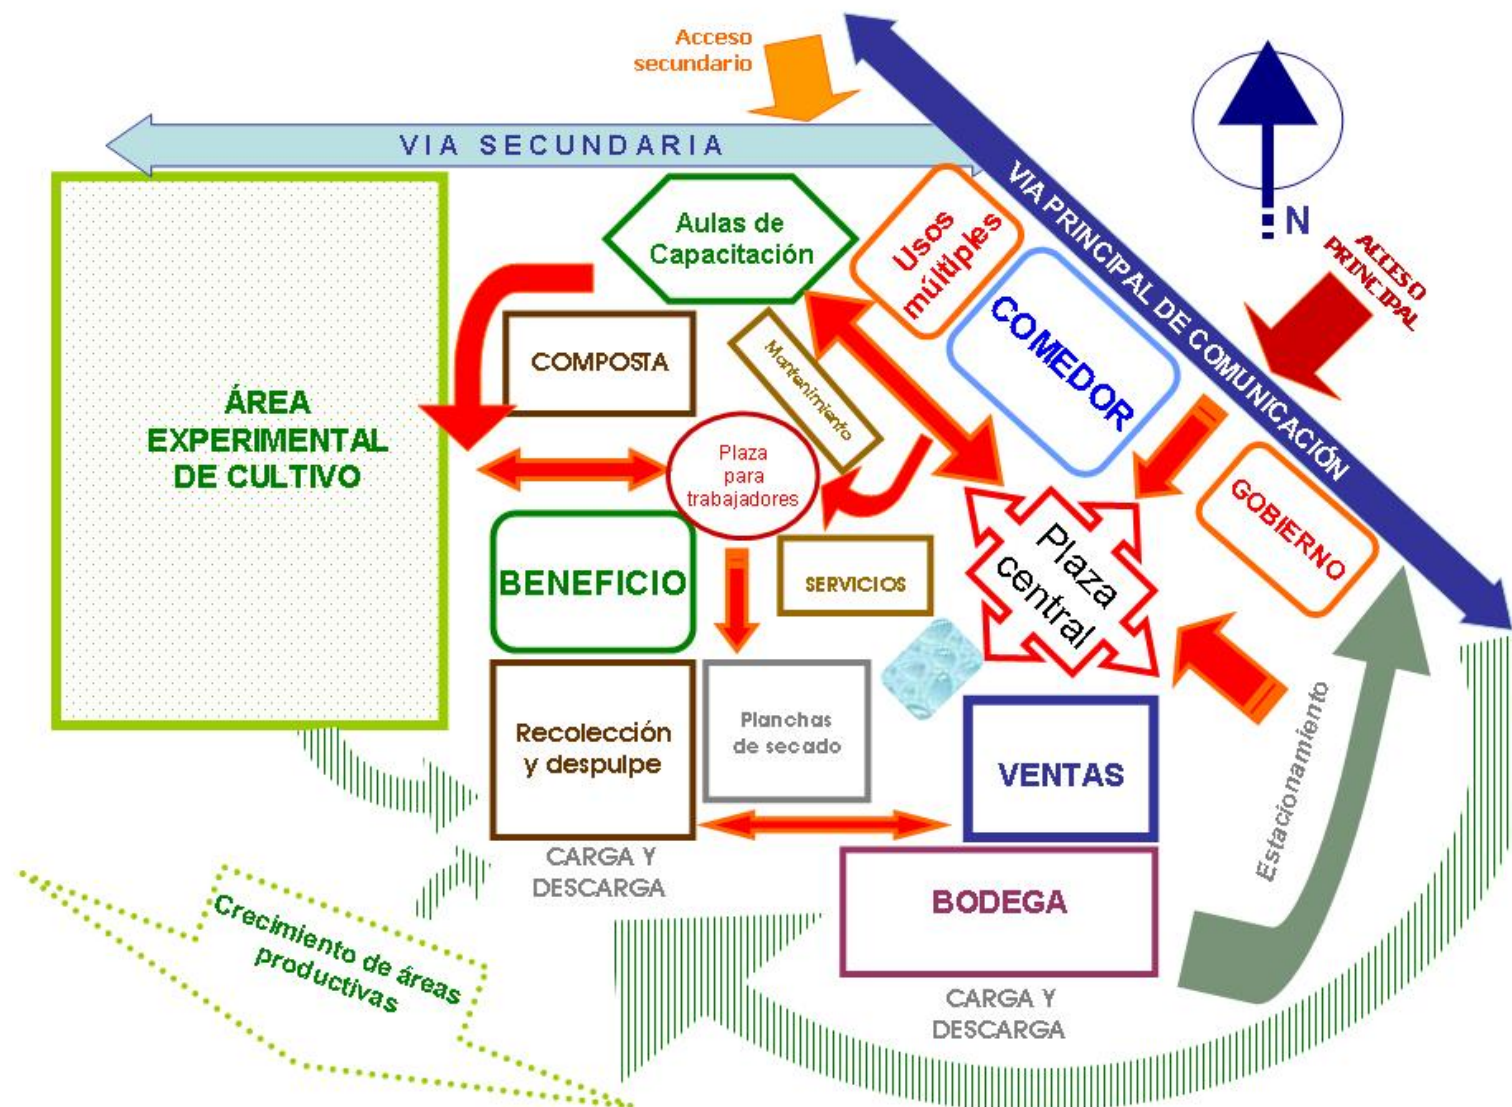 Acceso
secundario
VIA SECUNDARIA
VIA PRINCIPAL DE COMUNICACIÓN
N
ACCESO
PRINCIPAL
Aulas de
Capacitación
Usos
múltiples
COMEDOR
GOBIERNO
COMPOSTA
Mantenimiento
ÁREA
EXPERIMENTAL
DE CULTIVO
Plaza
para
trabajadores
BENEFICIO
SERVICIOS
Plaza
central
Recolección
y despulpe
Planchas
de secado
VENTAS
Estacionamiento
CARGA Y
DESCARGA
BODEGA
CARGA Y
DESCARGA
Crecimiento de áreas
productivas